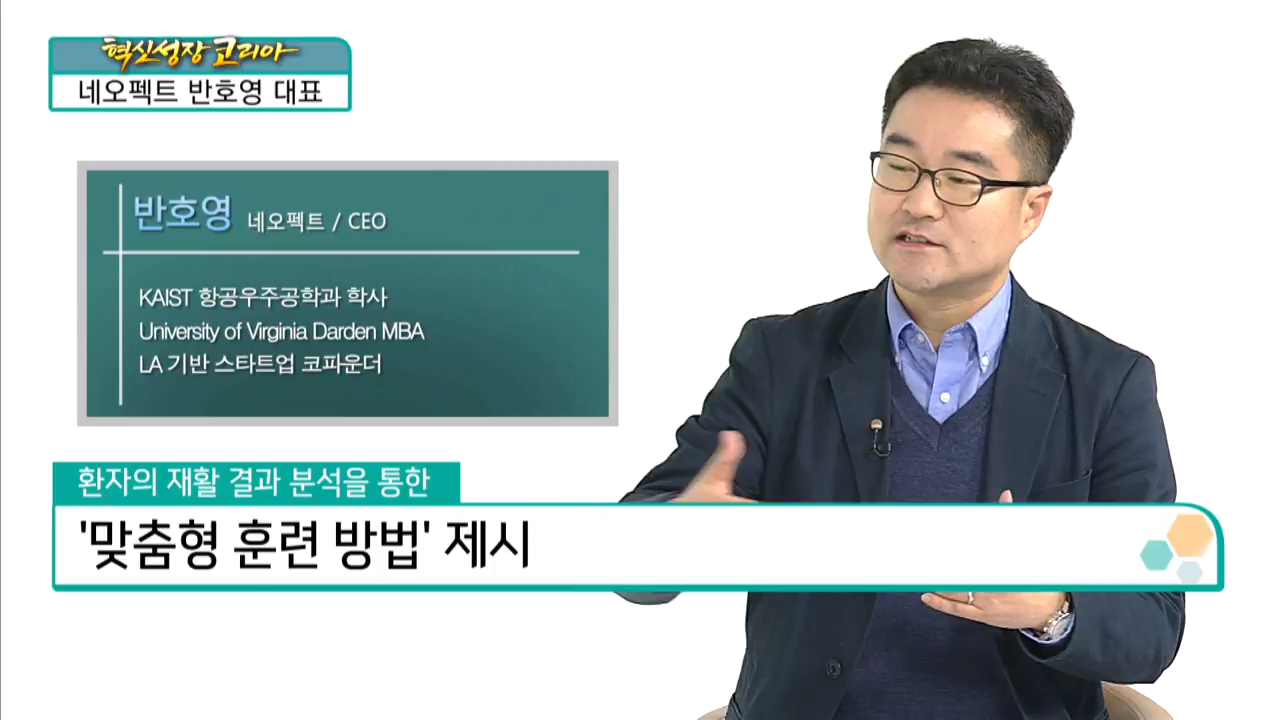 혁신성장 코리아
네오펙트 반호영 대표
반호영 네오펙트 / CEO
KAIST 항공우주공학과 학사
University of Virginia Darden MBA
LA 기반 스타트업 코파운더
환자의 재활 결과 분석을 통한
'맞춤형 훈련 방법' 제시